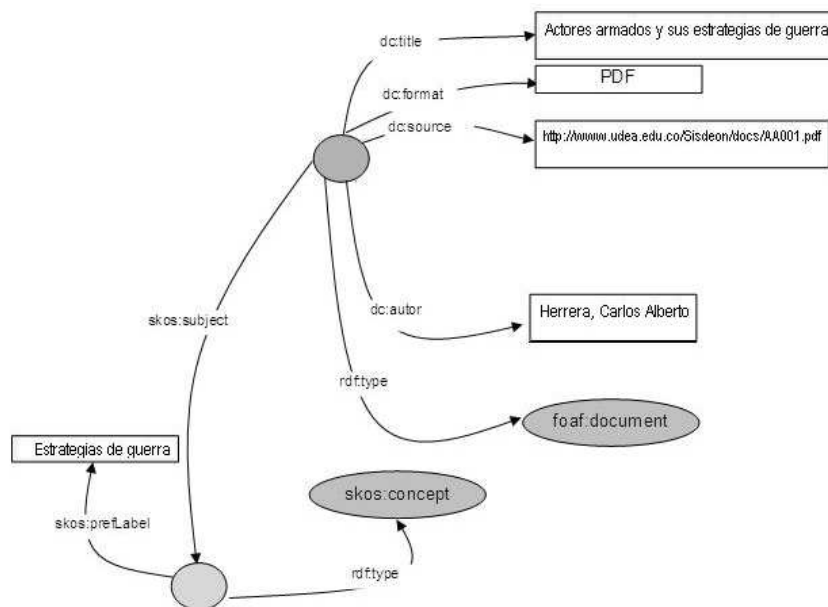 dc:title
Actores armados y sus estrategias de guerra
dc:format
PDF
dc:source
http://wwww.udea.edu.co/Sisdeon/docs/AA001.pdf
skos:subject
dc:autor
Herrera, Carlos Alberto
rdf:type
foaf:document
Estrategias de guerra
skos:concept
skos:prefLabel
rdf:type